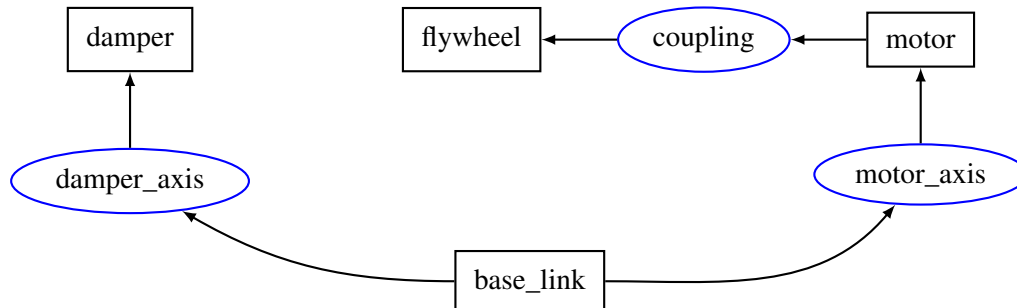 damper
flywheel
coupling
motor
damper_axis
motor_axis
base_link